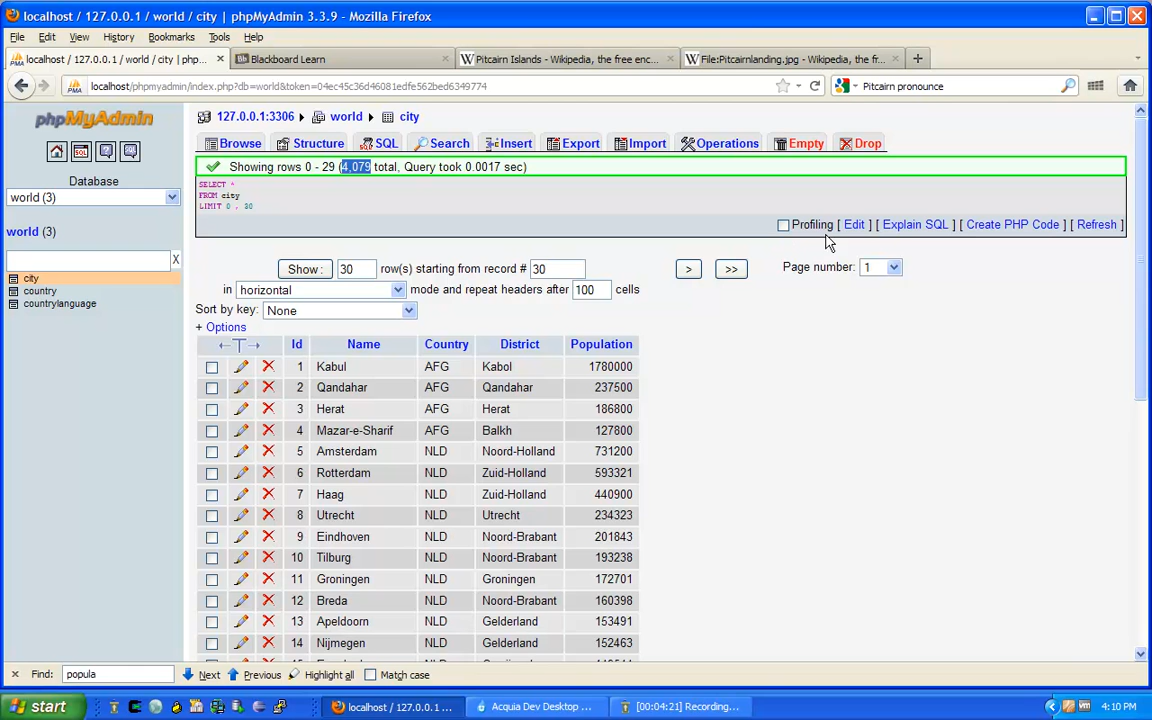 localhost / 127.0.0.1 / world / city | phpMyAdmin 3.3.9 - Mozilla Firefox
File Edit View History Bookmarks Tools Help
localhost / 127.0.0.1 / world / city | php... × Blackboard Learn × Pitcairn Islands - Wikipedia, the free enc... × File:Pitcairnlanding.jpg - Wikipedia, the fr... × +
localhost/phpmyadmin/index.php?db=world&token=04ec45c36d46081edfe562bed6349774 Pitcairn pronounce
phpMyAdmin
127.0.0.1:3306 world city
Browse Structure SQL Search Insert Export Import Operations Empty Drop
Showing rows 0 - 29 (4,079 total, Query took 0.0017 sec)
SELECT *
FROM city
LIMIT 0 , 30
Profiling [ Edit ] [ Explain SQL ] [ Create PHP Code ] [ Refresh ]
Database
world (3)
world (3)
X
city
country
countrylanguage
Show : 30 row(s) starting from record # 30 > >> Page number: 1
in horizontal mode and repeat headers after 100 cells
Sort by key: None
+ Options
←T→ Id Name Country District Population
1 Kabul AFG Kabol 1780000
2 Qandahar AFG Qandahar 237500
3 Herat AFG Herat 186800
4 Mazar-e-Sharif AFG Balkh 127800
5 Amsterdam NLD Noord-Holland 731200
6 Rotterdam NLD Zuid-Holland 593321
7 Haag NLD Zuid-Holland 440900
8 Utrecht NLD Utrecht 234323
9 Eindhoven NLD Noord-Brabant 201843
10 Tilburg NLD Noord-Brabant 193238
11 Groningen NLD Groningen 172701
12 Breda NLD Noord-Brabant 160398
13 Apeldoorn NLD Gelderland 153491
14 Nijmegen NLD Gelderland 152463
× Find: popula Next Previous Highlight all Match case
start localhost / 127.0.0.1 ... Acquia Dev Desktop ... [00:04:21] Recording... 4:10 PM